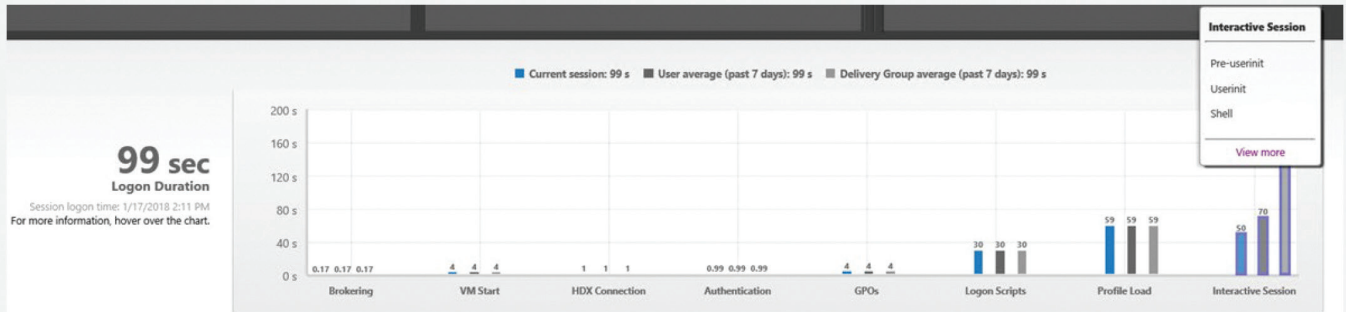 Interactive Session
Pre-userinit
Userinit
Shell
View more
Current session: 99 s User average (past 7 days): 99 s Delivery Group average (past 7 days): 99 s
99 sec
Logon Duration
Session logon time: 1/17/2018 2:11 PM
For more information, hover over the chart.
200 s
160 s
120 s
80 s
40 s
0 s
0.17 0.17 0.17
4 4 4
1 1 1
0.99 0.99 0.99
4 4 4
30 30 30
59 59 59
50 70
Brokering VM Start HDX Connection Authentication GPOs Logon Scripts Profile Load Interactive Session